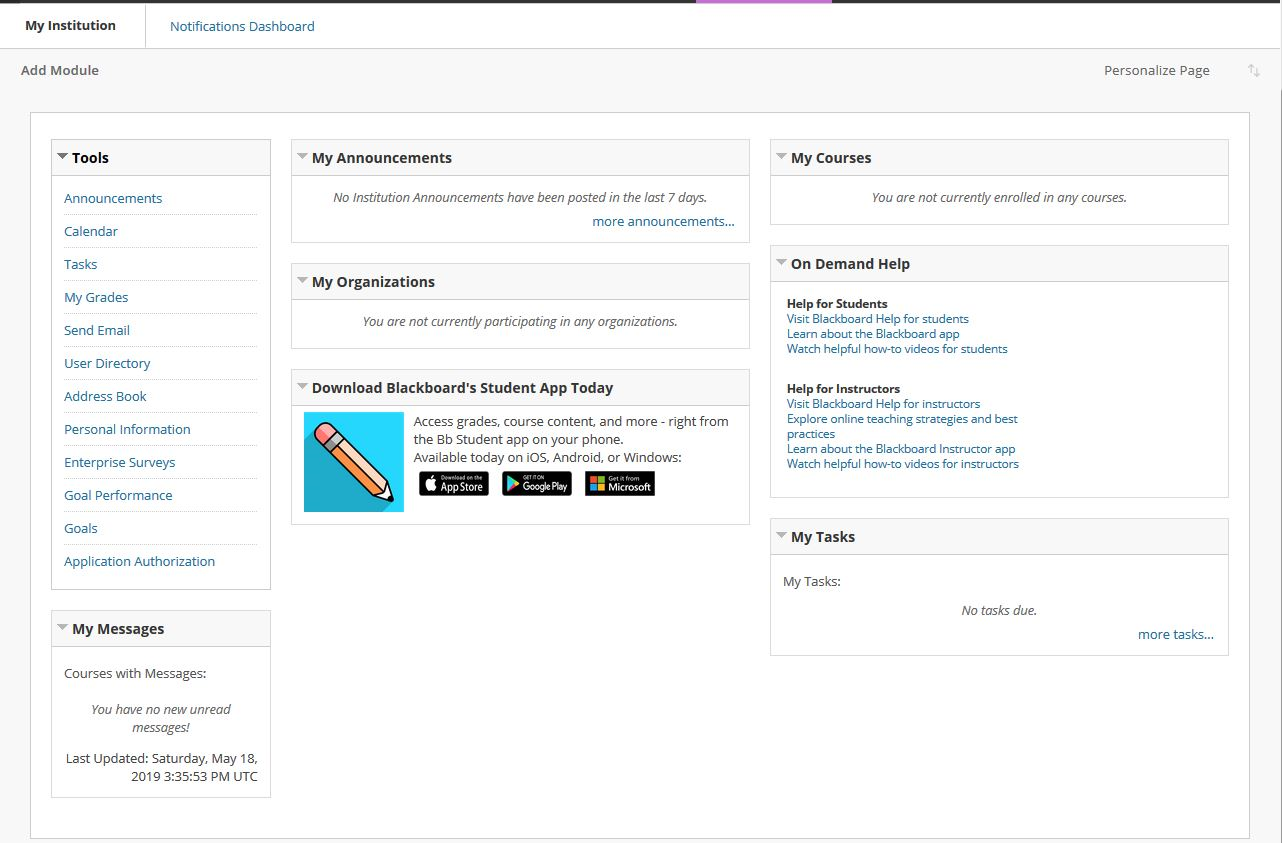 My Institution
Notifications Dashboard
Add Module
Personalize Page
Tools
Announcements
Calendar
Tasks
My Grades
Send Email
User Directory
Address Book
Personal Information
Enterprise Surveys
Goal Performance
Goals
Application Authorization
My Messages
Courses with Messages:
You have no new unread
messages!
Last Updated: Saturday, May 18,
2019 3:35:53 PM UTC
My Announcements
No Institution Announcements have been posted in the last 7 days.
more announcements...
My Organizations
You are not currently participating in any organizations.
Download Blackboard's Student App Today
Access grades, course content, and more - right from
the Bb Student app on your phone.
Available today on iOS, Android, or Windows:
Download on the
App Store
GET IT ON
Google Play
Get it from
Microsoft
My Courses
You are not currently enrolled in any courses.
On Demand Help
Help for Students
Visit Blackboard Help for students
Learn about the Blackboard app
Watch helpful how-to videos for students
Help for Instructors
Visit Blackboard Help for instructors
Explore online teaching strategies and best
practices
Learn about the Blackboard Instructor app
Watch helpful how-to videos for instructors
My Tasks
My Tasks:
No tasks due.
more tasks...